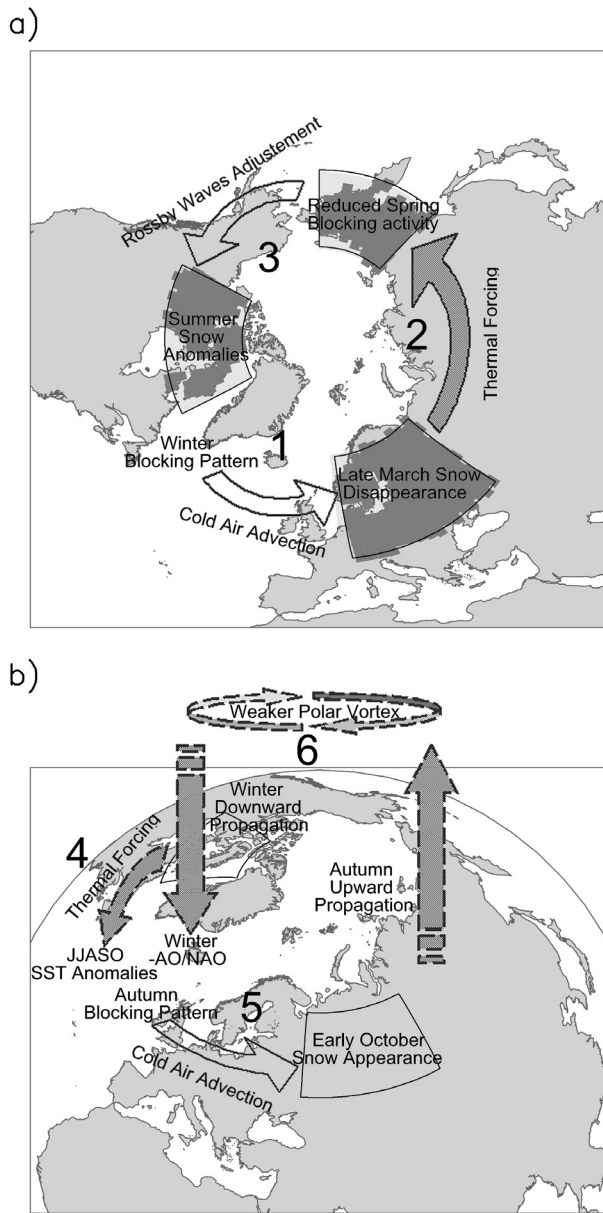 a)
Rossby Waves Adjustement
Reduced Spring
Blocking activity
3
Summer
Snow
Anomalies
2
Thermal Forcing
1
Winter
Blocking Pattern
Late March Snow
Disappearance
Cold Air Advection
b)
Weaker Polar Vortex
6
Winter
Downward
Propagation
4
Thermal Forcing
Autumn
Upward
Propagation
JJASO
SST Anomalies
Winter
-AO/NAO
Autumn
Blocking Pattern
5
Early October
Snow Appearance
Cold Air Advection